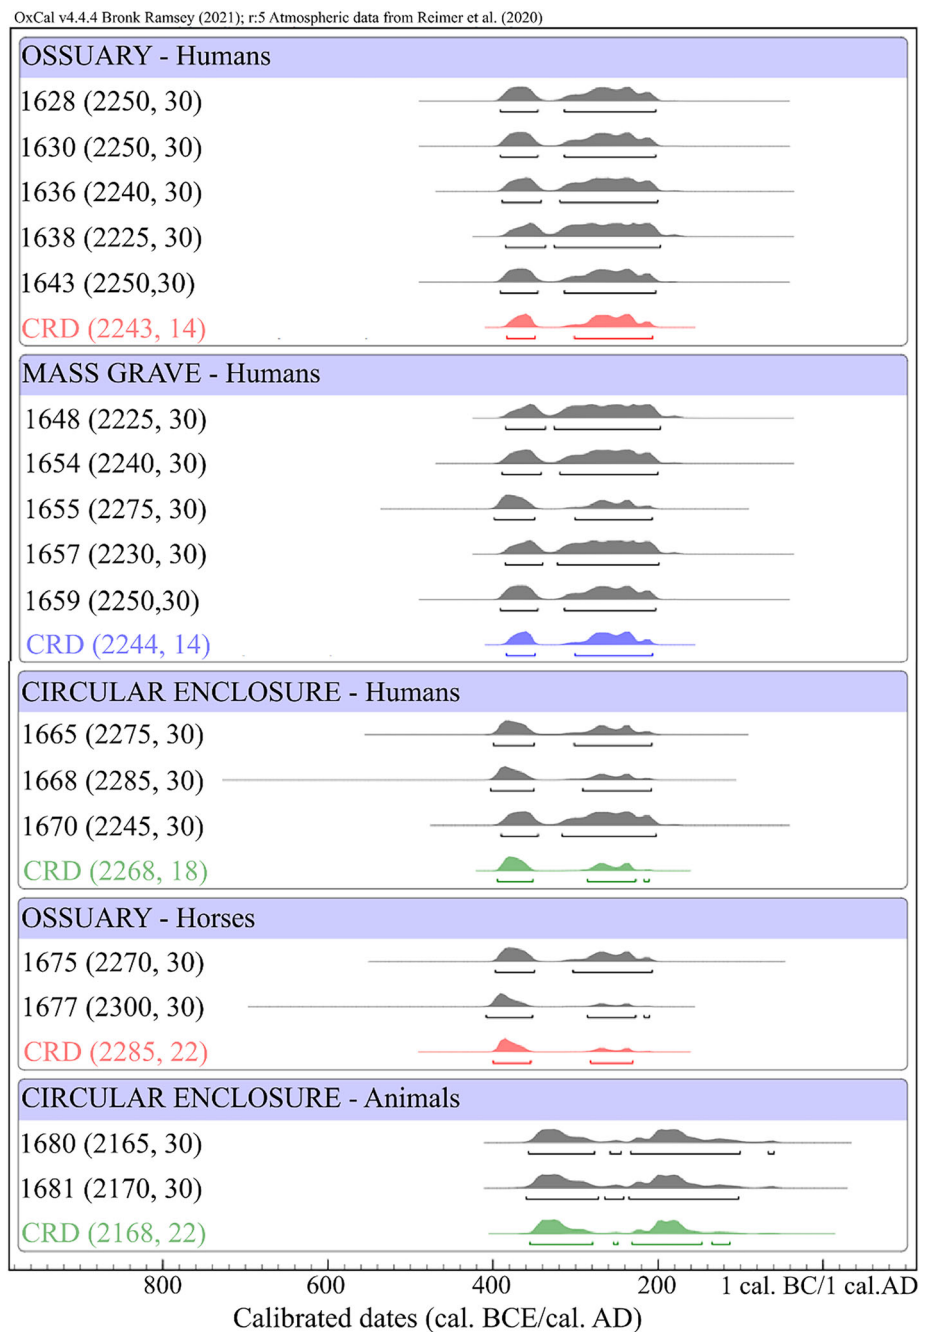 OxCal v4.4.4 Bronk Ramsey (2021); r:5 Atmospheric data from Reimer et al. (2020)
OSSUARY - Humans
1628 (2250, 30)
1630 (2250, 30)
1636 (2240, 30)
1638 (2225, 30)
1643 (2250,30)
CRD (2243, 14)
MASS GRAVE - Humans
1648 (2225, 30)
1654 (2240, 30)
1655 (2275, 30)
1657 (2230, 30)
1659 (2250,30)
CRD (2244, 14)
CIRCULAR ENCLOSURE - Humans
1665 (2275, 30)
1668 (2285, 30)
1670 (2245, 30)
CRD (2268, 18)
OSSUARY - Horses
1675 (2270, 30)
1677 (2300, 30)
CRD (2285, 22)
CIRCULAR ENCLOSURE - Animals
1680 (2165, 30)
1681 (2170, 30)
CRD (2168, 22)
800 600 400 200 1 cal. BC/1 cal.AD
Calibrated dates (cal. BCE/cal. AD)